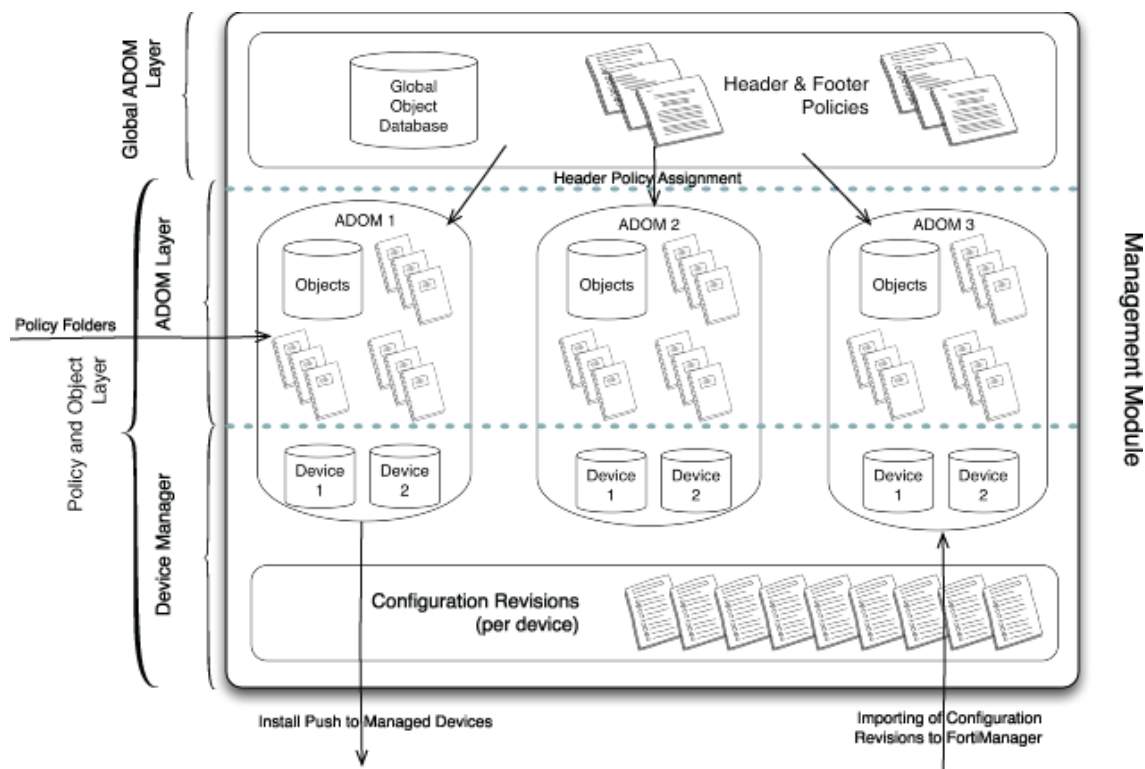 Global ADOM
Layer
Global
Object
Database
Header & Footer
Policies
Header Policy Assignment
ADOM Layer
ADOM 1
ADOM 2
ADOM 3
Objects
Objects
Objects
Policy Folders
Policy and Object
Layer
Management Module
Device Manager
Device
1
Device
2
Device
1
Device
2
Device
1
Device
2
Configuration Revisions
(per device)
Install Push to Managed Devices
Importing of Configuration
Revisions to FortiManager